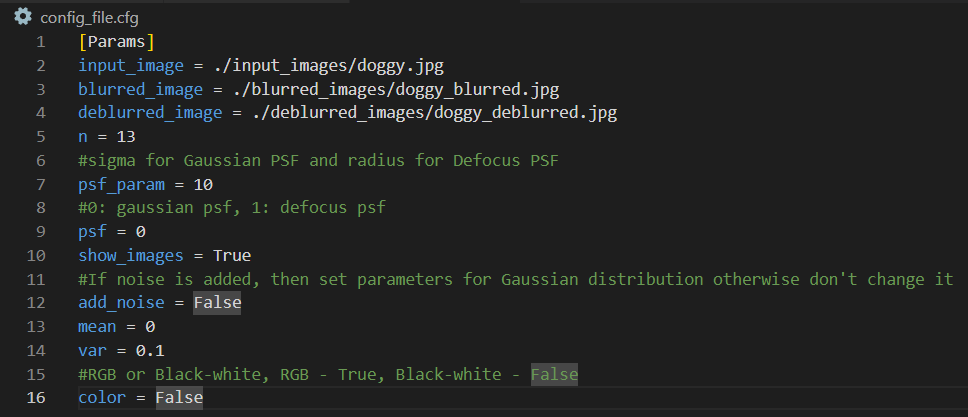 config_file.cfg
1 [Params]
2 input_image = ./input_images/doggy.jpg
3 blurred_image = ./blurred_images/doggy_blurred.jpg
4 deblurred_image = ./deblurred_images/doggy_deblurred.jpg
5 n = 13
6 #sigma for Gaussian PSF and radius for Defocus PSF
7 psf_param = 10
8 #0: gaussian psf, 1: defocus psf
9 psf = 0
10 show_images = True
11 #If noise is added, then set parameters for Gaussian distribution otherwise don't change it
12 add_noise = False
13 mean = 0
14 var = 0.1
15 #RGB or Black-white, RGB - True, Black-white - False
16 color = False